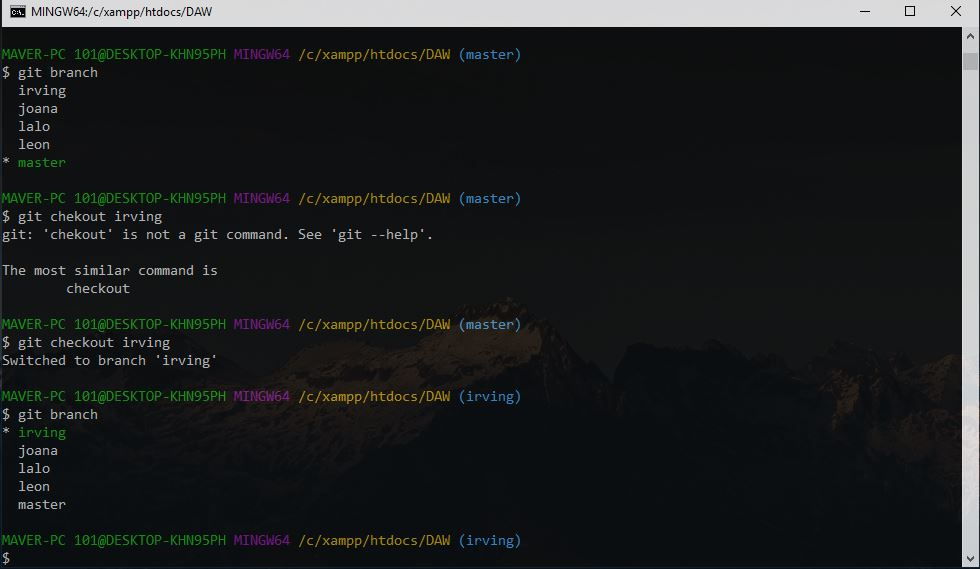 MINGW64:/c/xampp/htdocs/DAW
MAVER-PC 101@DESKTOP-KHN95PH MINGW64 /c/xampp/htdocs/DAW (master)
$ git branch
  irving
  joana
  lalo
  leon
* master
MAVER-PC 101@DESKTOP-KHN95PH MINGW64 /c/xampp/htdocs/DAW (master)
$ git chekout irving
git: 'chekout' is not a git command. See 'git --help'.
The most similar command is
        checkout
MAVER-PC 101@DESKTOP-KHN95PH MINGW64 /c/xampp/htdocs/DAW (master)
$ git checkout irving
Switched to branch 'irving'
MAVER-PC 101@DESKTOP-KHN95PH MINGW64 /c/xampp/htdocs/DAW (irving)
$ git branch
* irving
  joana
  lalo
  leon
  master
MAVER-PC 101@DESKTOP-KHN95PH MINGW64 /c/xampp/htdocs/DAW (irving)
$